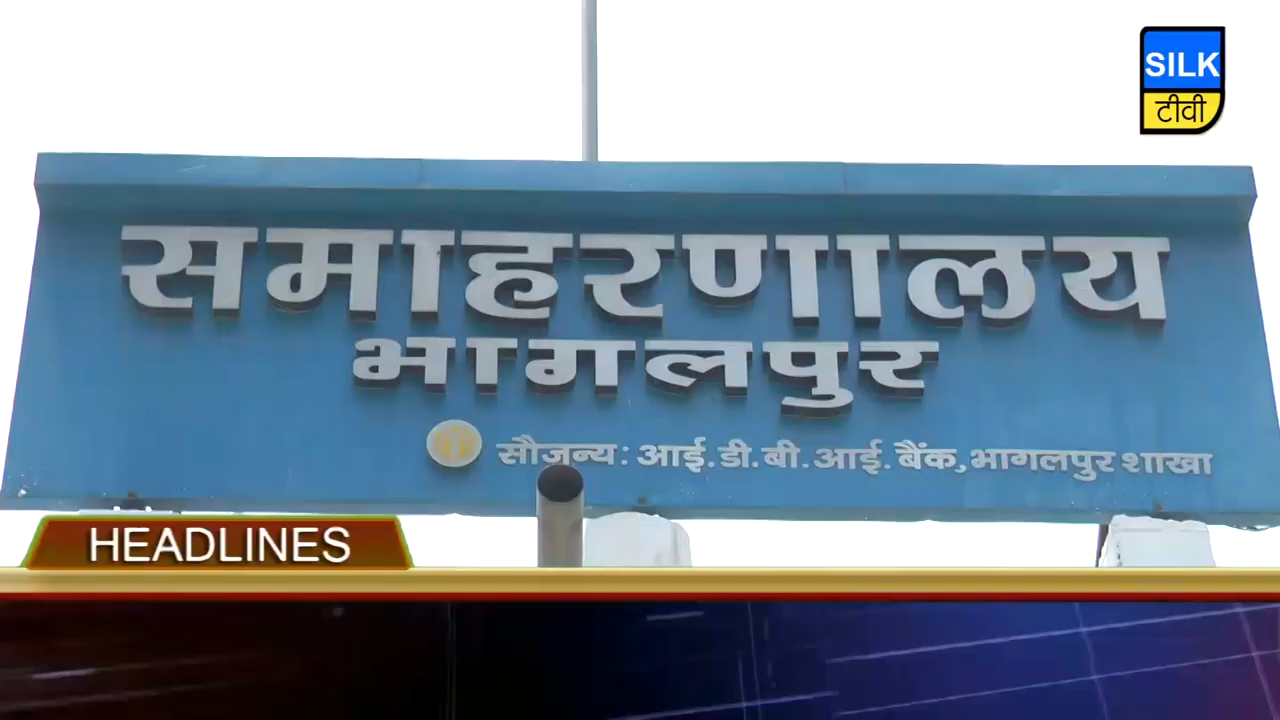 SILK
टीवी
समाहरणालय
भागलपुर
सौजन्य: आई.डी.बी.आई. बैंक,भागलपुर शाखा
HEADLINES